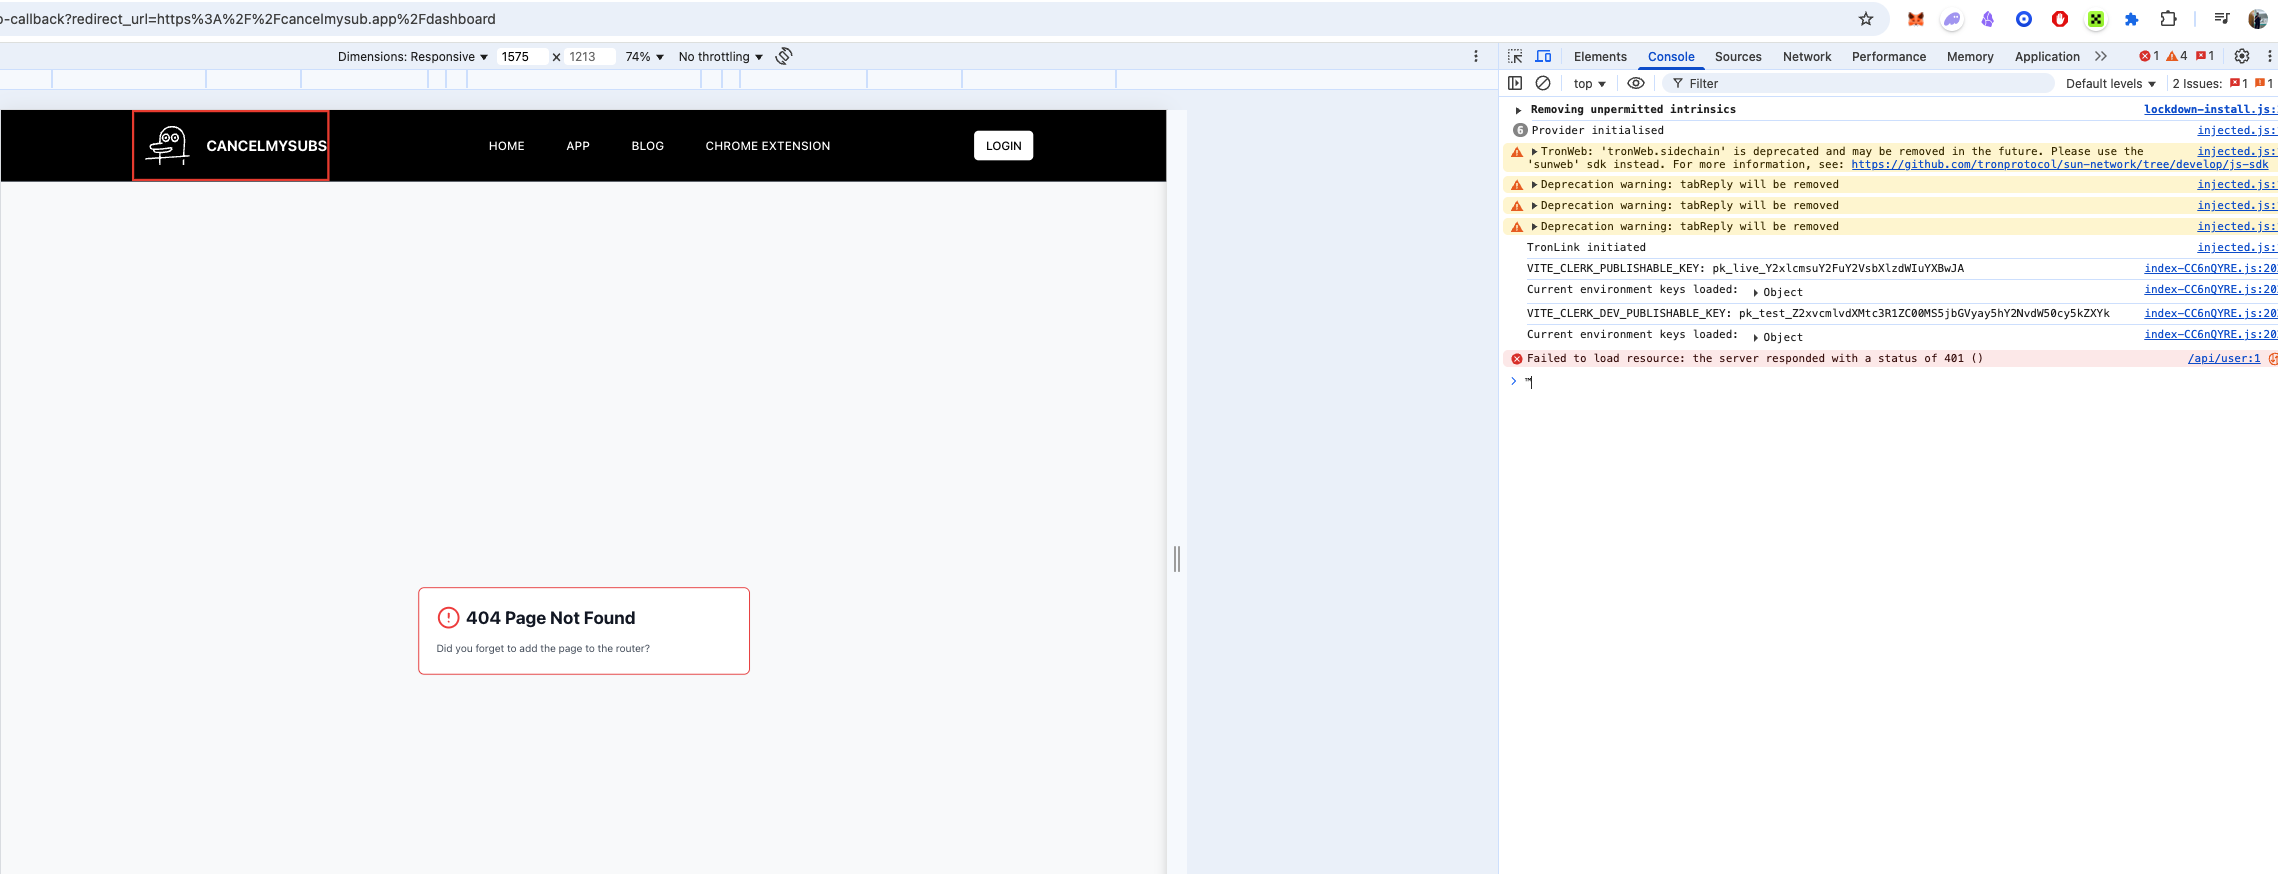 o-callback?redirect_url=https%3A%2F%2Fcancelmysub.app%2Fdashboard
Dimensions: Responsive 1575 x 1213 74% No throttling
Elements Console Sources Network Performance Memory Application 1 4 1
top Filter Default levels 2 Issues: 1 1
CANCELMYSUBS HOME APP BLOG CHROME EXTENSION LOGIN
404 Page Not Found
Did you forget to add the page to the router?
Removing unpermitted intrinsics lockdown-install.js:
6 Provider initialised injected.js:
TronWeb: 'tronWeb.sidechain' is deprecated and may be removed in the future. Please use the injected.js:
'sunweb' sdk instead. For more information, see: https://github.com/tronprotocol/sun-network/tree/develop/js-sdk
Deprecation warning: tabReply will be removed injected.js:
Deprecation warning: tabReply will be removed injected.js:
Deprecation warning: tabReply will be removed injected.js:
TronLink initiated injected.js:
VITE_CLERK_PUBLISHABLE_KEY: pk_live_Y2xlcmsuY2FuY2VsbXlzdWIuYXBwJA index-CC6nQYRE.js:20
Current environment keys loaded: Object index-CC6nQYRE.js:20
VITE_CLERK_DEV_PUBLISHABLE_KEY: pk_test_Z2xvcmlvdXMtc3R1ZC00MS5jbGVyay5hY2NvdW50cy5kZXYk index-CC6nQYRE.js:20
Current environment keys loaded: Object index-CC6nQYRE.js:20
Failed to load resource: the server responded with a status of 401 () /api/user:1